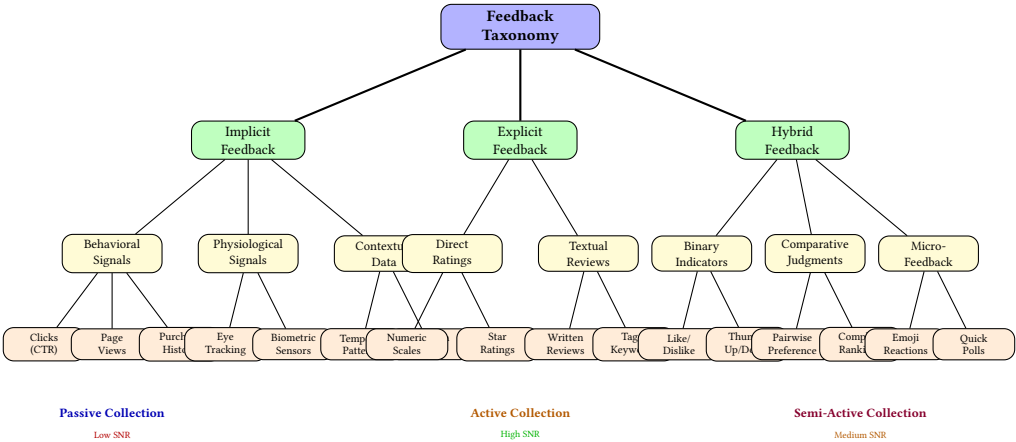 Feedback
Taxonomy
Implicit
Feedback
Explicit
Feedback
Hybrid
Feedback
Behavioral
Signals
Physiological
Signals
Data
Direct
Ratings
Textual
Reviews
Binary
Indicators
Comparative
Judgments
Micro-
Feedback
Clicks
(CTR)
Page
Views
Eye
Tracking
Biometric
Sensors
Numeric
Scales
Star
Ratings
Written
Reviews
Like/
Dislike
Pairwise
Preference
Emoji
Reactions
Quick
Polls
Passive Collection
Low SNR
Active Collection
High SNR
Semi-Active Collection
Medium SNR